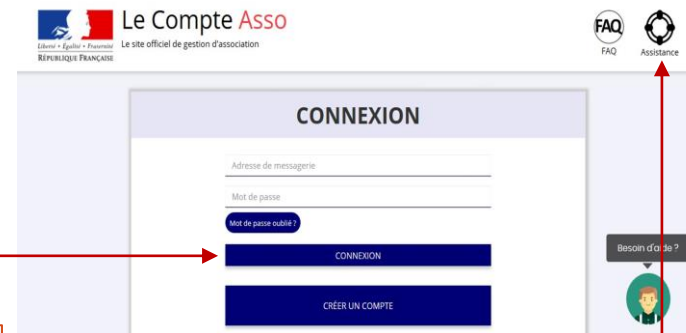 Le Compte Asso
Le site officiel de gestion d'association
Liberté • Égalité • Fraternité
RÉPUBLIQUE FRANÇAISE
FAQ
FAQ
Assistance
CONNEXION
Adresse de messagerie
Mot de passe
Mot de passe oublié ?
CONNEXION
Besoin d'aide ?
CRÉER UN COMPTE